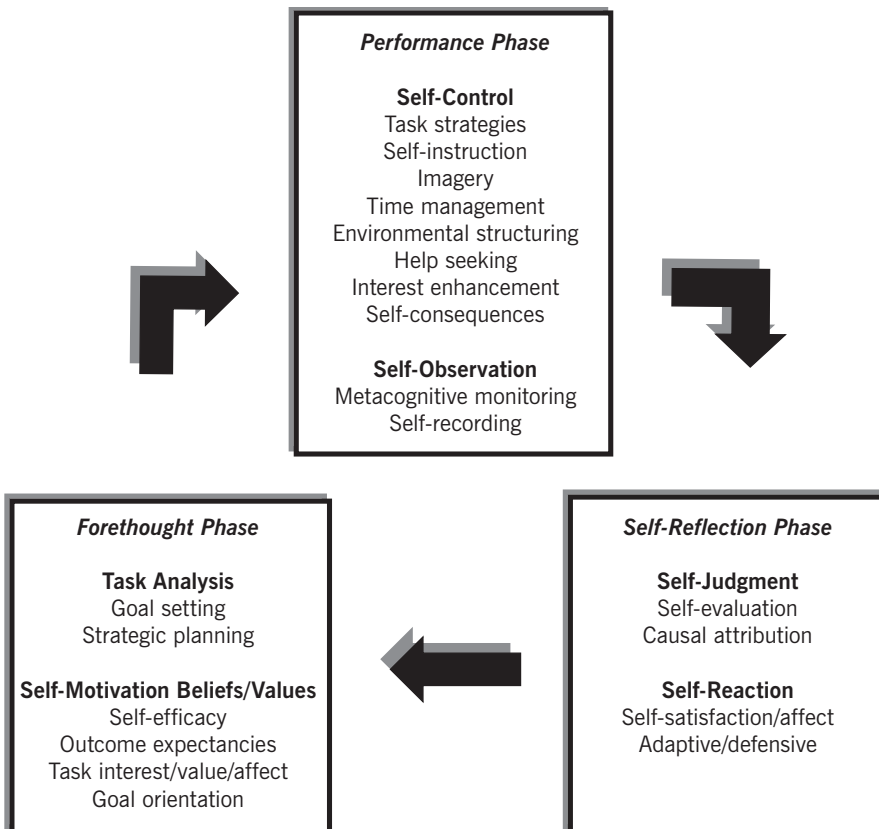 Performance Phase
Self-Control
Task strategies
Self-instruction
Imagery
Time management
Environmental structuring
Help seeking
Interest enhancement
Self-consequences
Self-Observation
Metacognitive monitoring
Self-recording
Forethought Phase
Task Analysis
Goal setting
Strategic planning
Self-Motivation Beliefs/Values
Self-efficacy
Outcome expectancies
Task interest/value/affect
Goal orientation
Self-Reflection Phase
Self-Judgment
Self-evaluation
Causal attribution
Self-Reaction
Self-satisfaction/affect
Adaptive/defensive